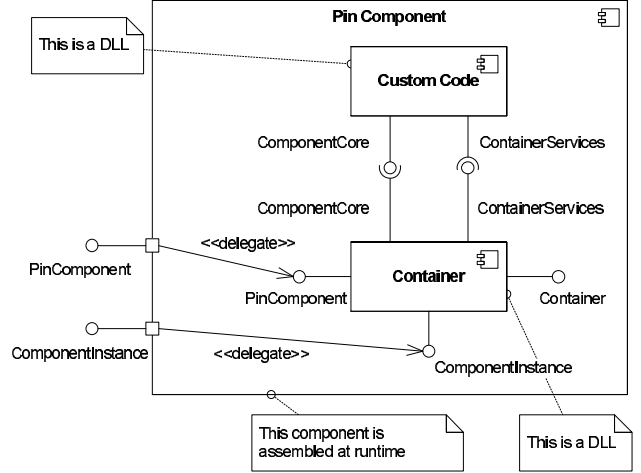 Pin Component
This is a DLL
Custom Code
ComponentCore
ContainerServices
ComponentCore
ContainerServices
<<delegate>>
PinComponent
PinComponent
Container
Container
ComponentInstance
<<delegate>>
ComponentInstance
This component is
assembled at runtime
This is a DLL